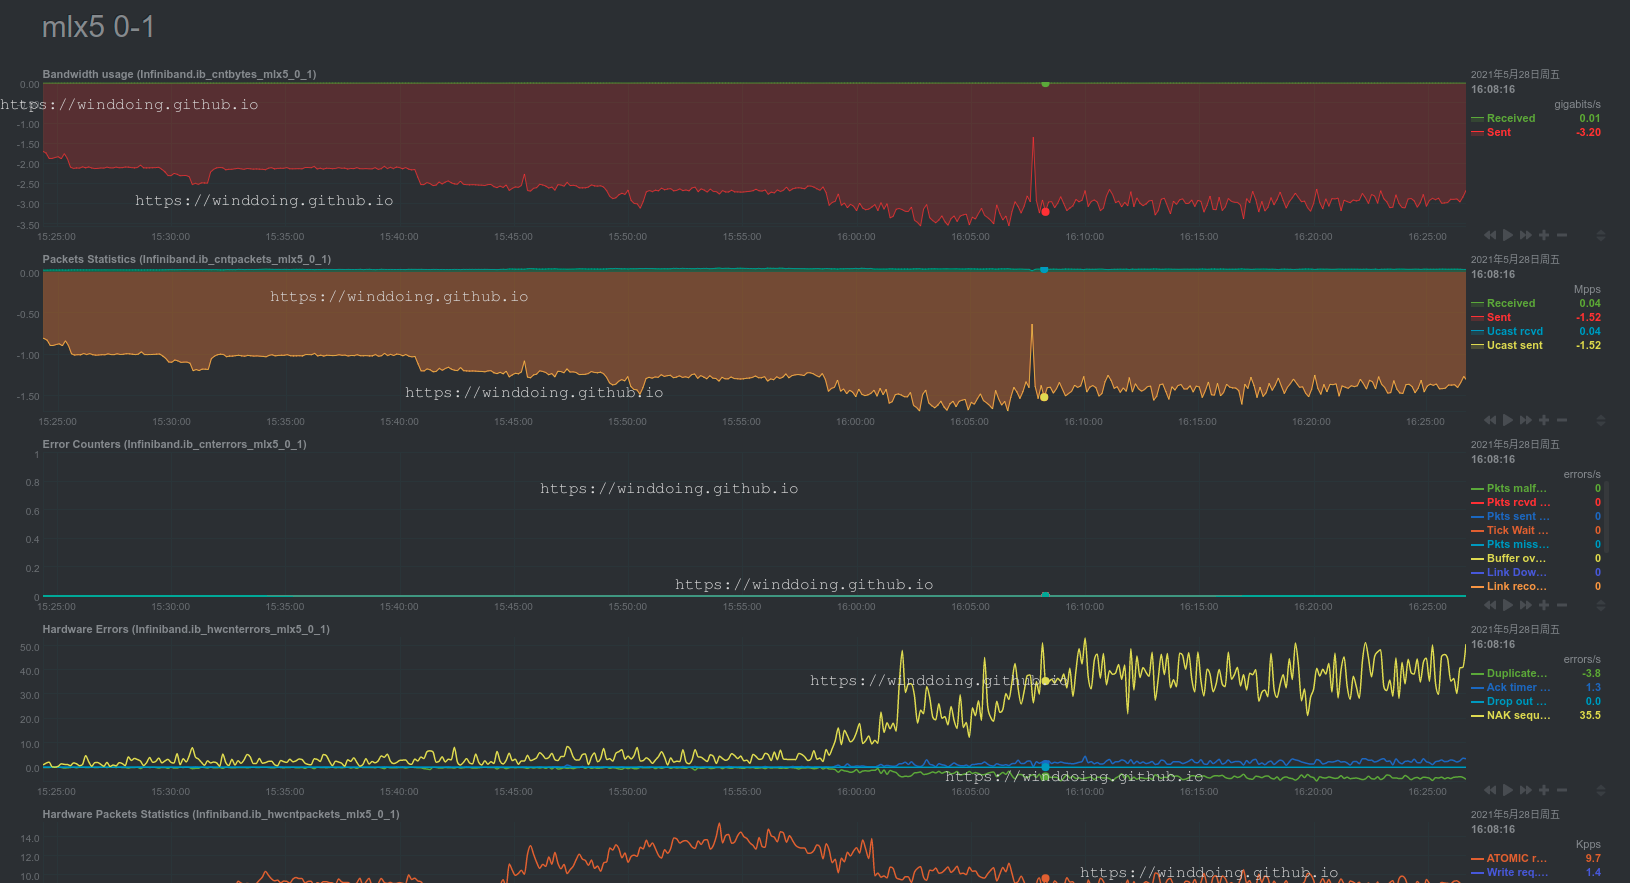 mlx5 0-1
Bandwidth usage (Infiniband.ib_cntbytes_mlx5_0_1)
2021年5月28日周五
16:08:16
gigabits/s
Received 0.01
Sent -3.20
0.00
https://winddoing.github.io
-1.00
-1.50
-2.00
-2.50
https://winddoing.github.io
-3.00
-3.50
15:25:00 15:30:00 15:35:00 15:40:00 15:45:00 15:50:00 15:55:00 16:00:00 16:05:00 16:10:00 16:15:00 16:20:00 16:25:00
Packets Statistics (Infiniband.ib_cntpackets_mlx5_0_1)
2021年5月28日周五
16:08:16
Mpps
Received 0.04
Sent -1.52
Ucast rcvd 0.04
Ucast sent -1.52
0.00
https://winddoing.github.io
-0.50
-1.00
https://winddoing.github.io
-1.50
15:25:00 15:30:00 15:35:00 15:40:00 15:45:00 15:50:00 15:55:00 16:00:00 16:05:00 16:10:00 16:15:00 16:20:00 16:25:00
Error Counters (Infiniband.ib_cnterrors_mlx5_0_1)
2021年5月28日周五
16:08:16
errors/s
Pkts malf... 0
Pkts rcvd ... 0
Pkts sent ... 0
Tick Wait ... 0
Pkts miss... 0
Buffer ov... 0
Link Dow... 0
Link reco... 0
1
0.8
https://winddoing.github.io
0.6
0.4
0.2
https://winddoing.github.io
0
15:25:00 15:30:00 15:35:00 15:40:00 15:45:00 15:50:00 15:55:00 16:00:00 16:05:00 16:10:00 16:15:00 16:20:00 16:25:00
Hardware Errors (Infiniband.ib_hwcnterrors_mlx5_0_1)
2021年5月28日周五
16:08:16
errors/s
Duplicate... -3.8
Ack timer ... 1.3
Drop out ... 0.0
NAK sequ... 35.5
50.0
40.0
https://winddoing.github.io
30.0
20.0
10.0
0.0
https://winddoing.github.io
15:25:00 15:30:00 15:35:00 15:40:00 15:45:00 15:50:00 15:55:00 16:00:00 16:05:00 16:10:00 16:15:00 16:20:00 16:25:00
Hardware Packets Statistics (Infiniband.ib_hwcntpackets_mlx5_0_1)
2021年5月28日周五
16:08:16
Kpps
ATOMIC r... 9.7
Write req.... 1.4
14.0
12.0
10.0
https://winddoing.github.io